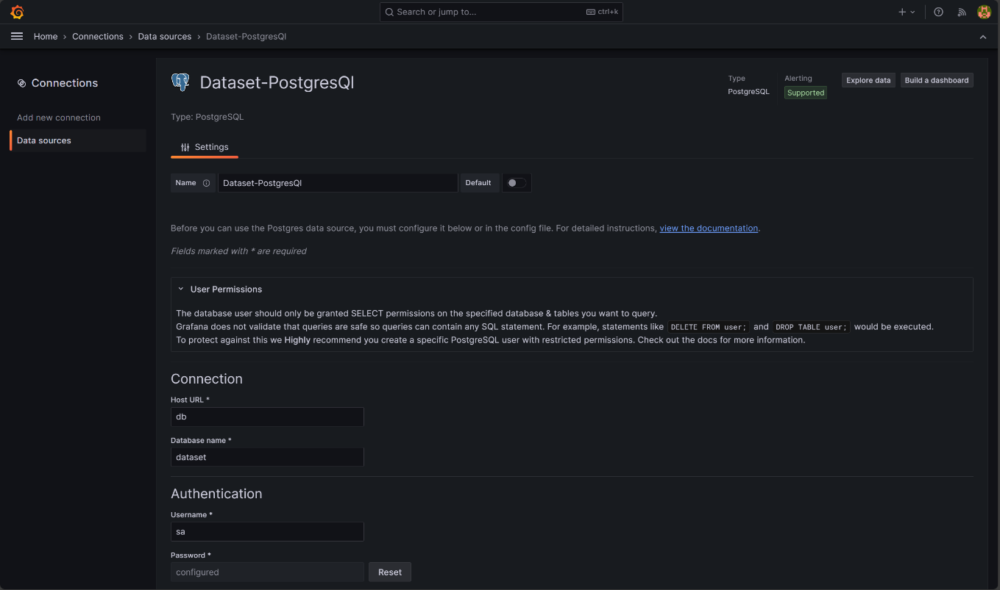 Search or jump to... ctrl+k
Home › Connections › Data sources › Dataset-PostgresQl
Connections
Add new connection
Data sources
Dataset-PostgresQl
Type: PostgreSQL
Type
PostgreSQL
Alerting
Supported
Explore data
Build a dashboard
Settings
Name Dataset-PostgresQl Default
Before you can use the Postgres data source, you must configure it below or in the config file. For detailed instructions, view the documentation.
Fields marked with * are required
User Permissions
The database user should only be granted SELECT permissions on the specified database & tables you want to query.
Grafana does not validate that queries are safe so queries can contain any SQL statement. For example, statements like DELETE FROM user; and DROP TABLE user; would be executed.
To protect against this we Highly recommend you create a specific PostgreSQL user with restricted permissions. Check out the docs for more information.
Connection
Host URL *
db
Database name *
dataset
Authentication
Username *
sa
Password *
configured Reset